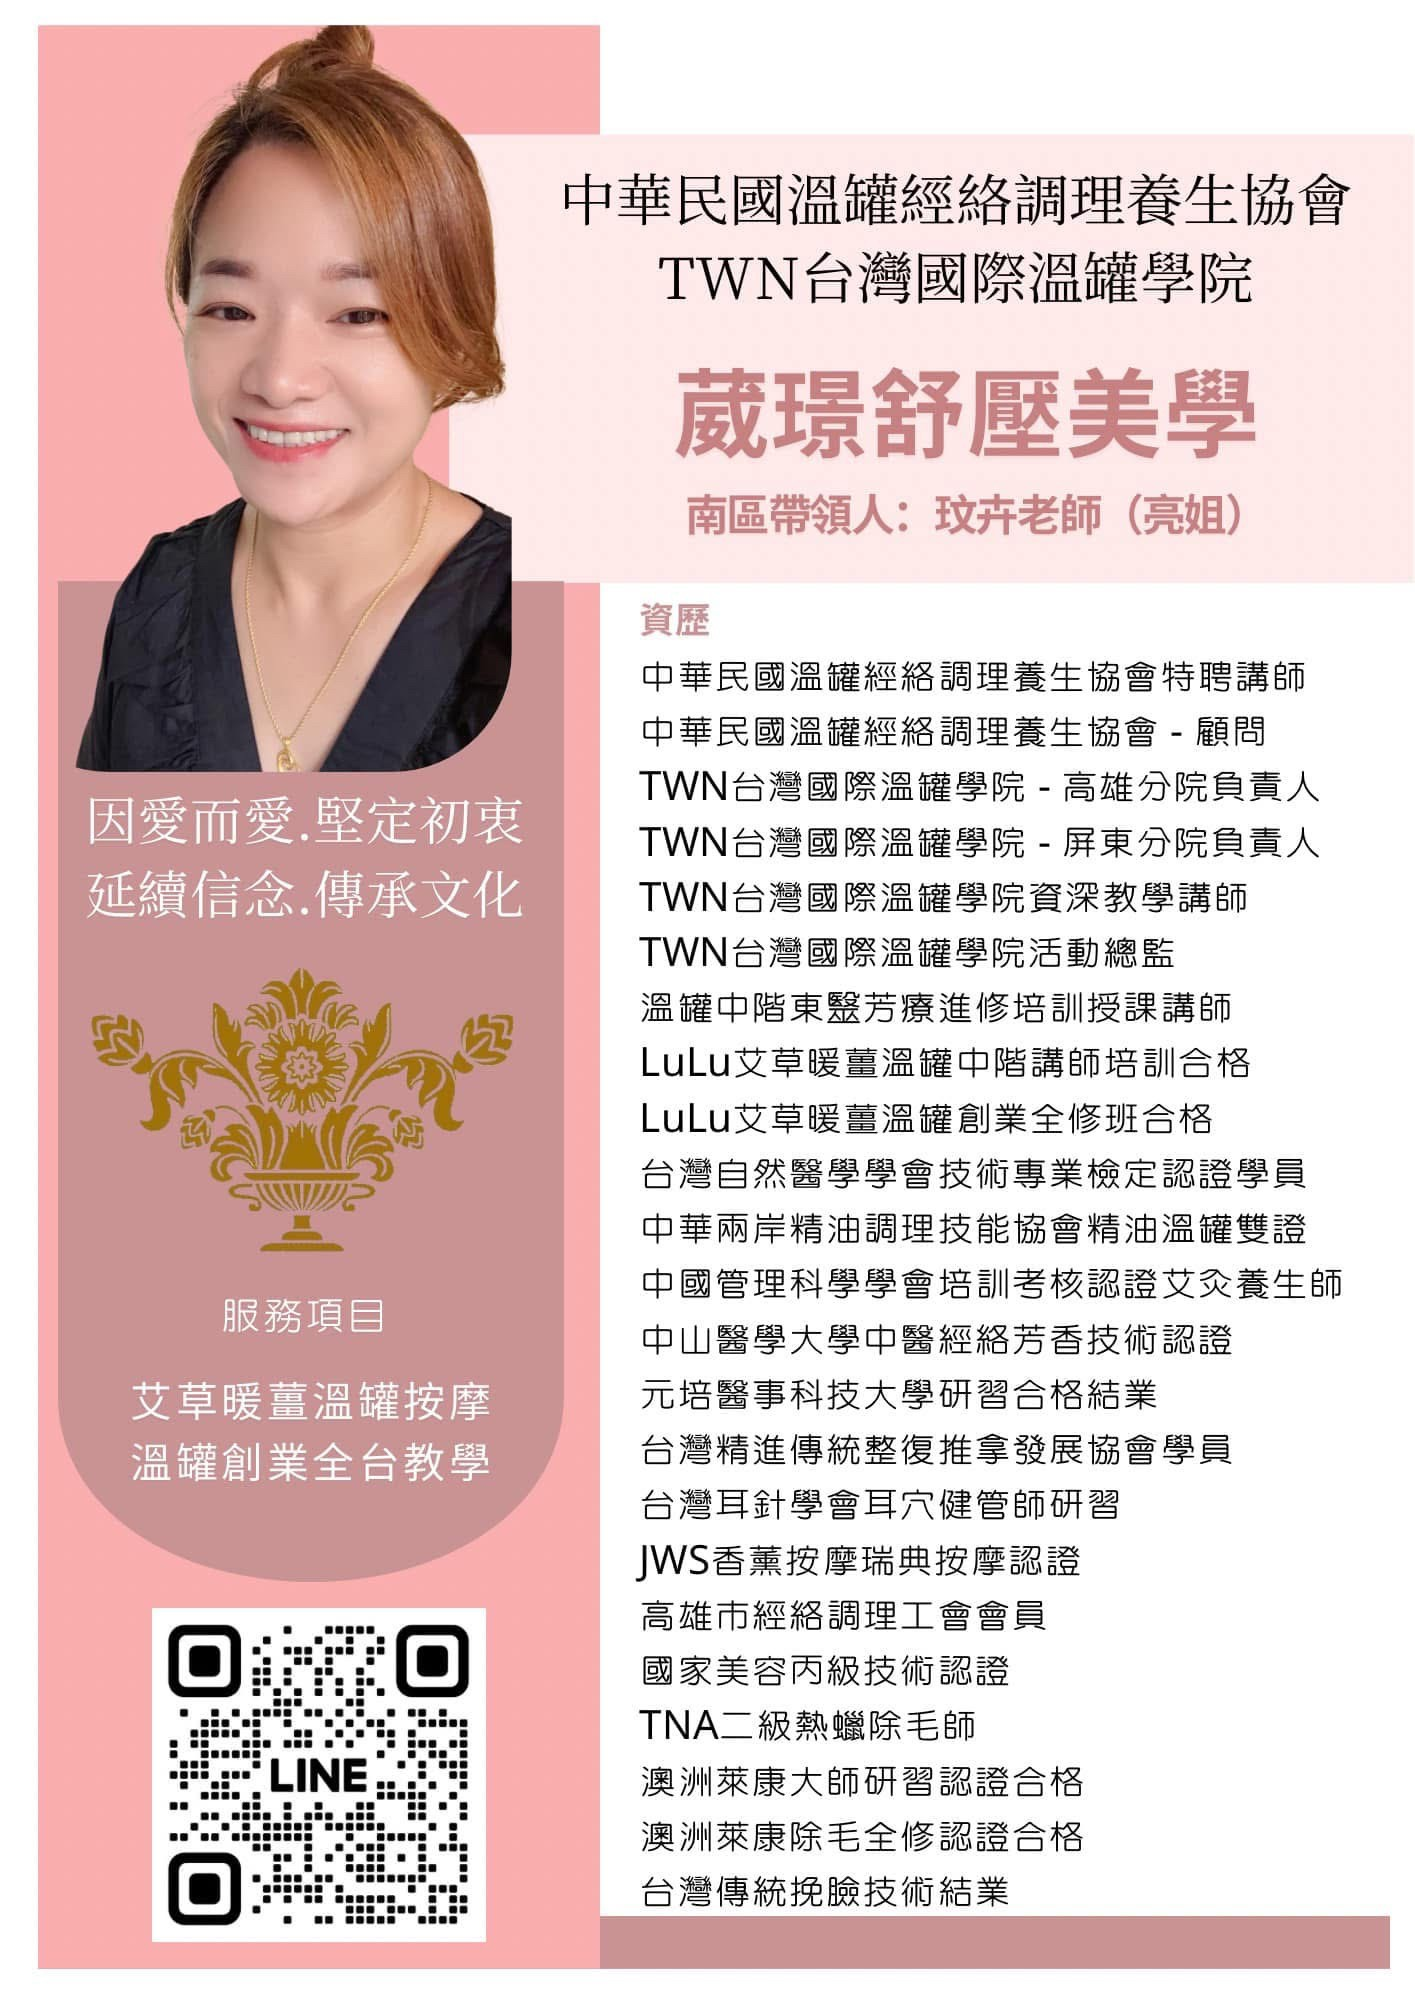 中華民國溫罐經絡調理養生協會
TWN台灣國際溫罐學院
葳璟舒壓美學
南區帶領人：玟卉老師（亮姐）
因愛而愛.堅定初衷
延續信念.傳承文化
服務項目
艾草暖薑溫罐按摩
溫罐創業全台教學
LINE
資歷
中華民國溫罐經絡調理養生協會特聘講師
中華民國溫罐經絡調理養生協會 - 顧問
TWN台灣國際溫罐學院 - 高雄分院負責人
TWN台灣國際溫罐學院 - 屏東分院負責人
TWN台灣國際溫罐學院資深教學講師
TWN台灣國際溫罐學院活動總監
溫罐中階東毉芳療進修培訓授課講師
LuLu艾草暖薑溫罐中階講師培訓合格
LuLu艾草暖薑溫罐創業全修班合格
台灣自然醫學學會技術專業檢定認證學員
中華兩岸精油調理技能協會精油溫罐雙證
中國管理科學學會培訓考核認證艾灸養生師
中山醫學大學中醫經絡芳香技術認證
元培醫事科技大學研習合格結業
台灣精進傳統整復推拿發展協會學員
台灣耳針學會耳穴健管師研習
JWS香薰按摩瑞典按摩認證
高雄市經絡調理工會會員
國家美容丙級技術認證
TNA二級熱蠟除毛師
澳洲萊康大師研習認證合格
澳洲萊康除毛全修認證合格
台灣傳統挽臉技術結業